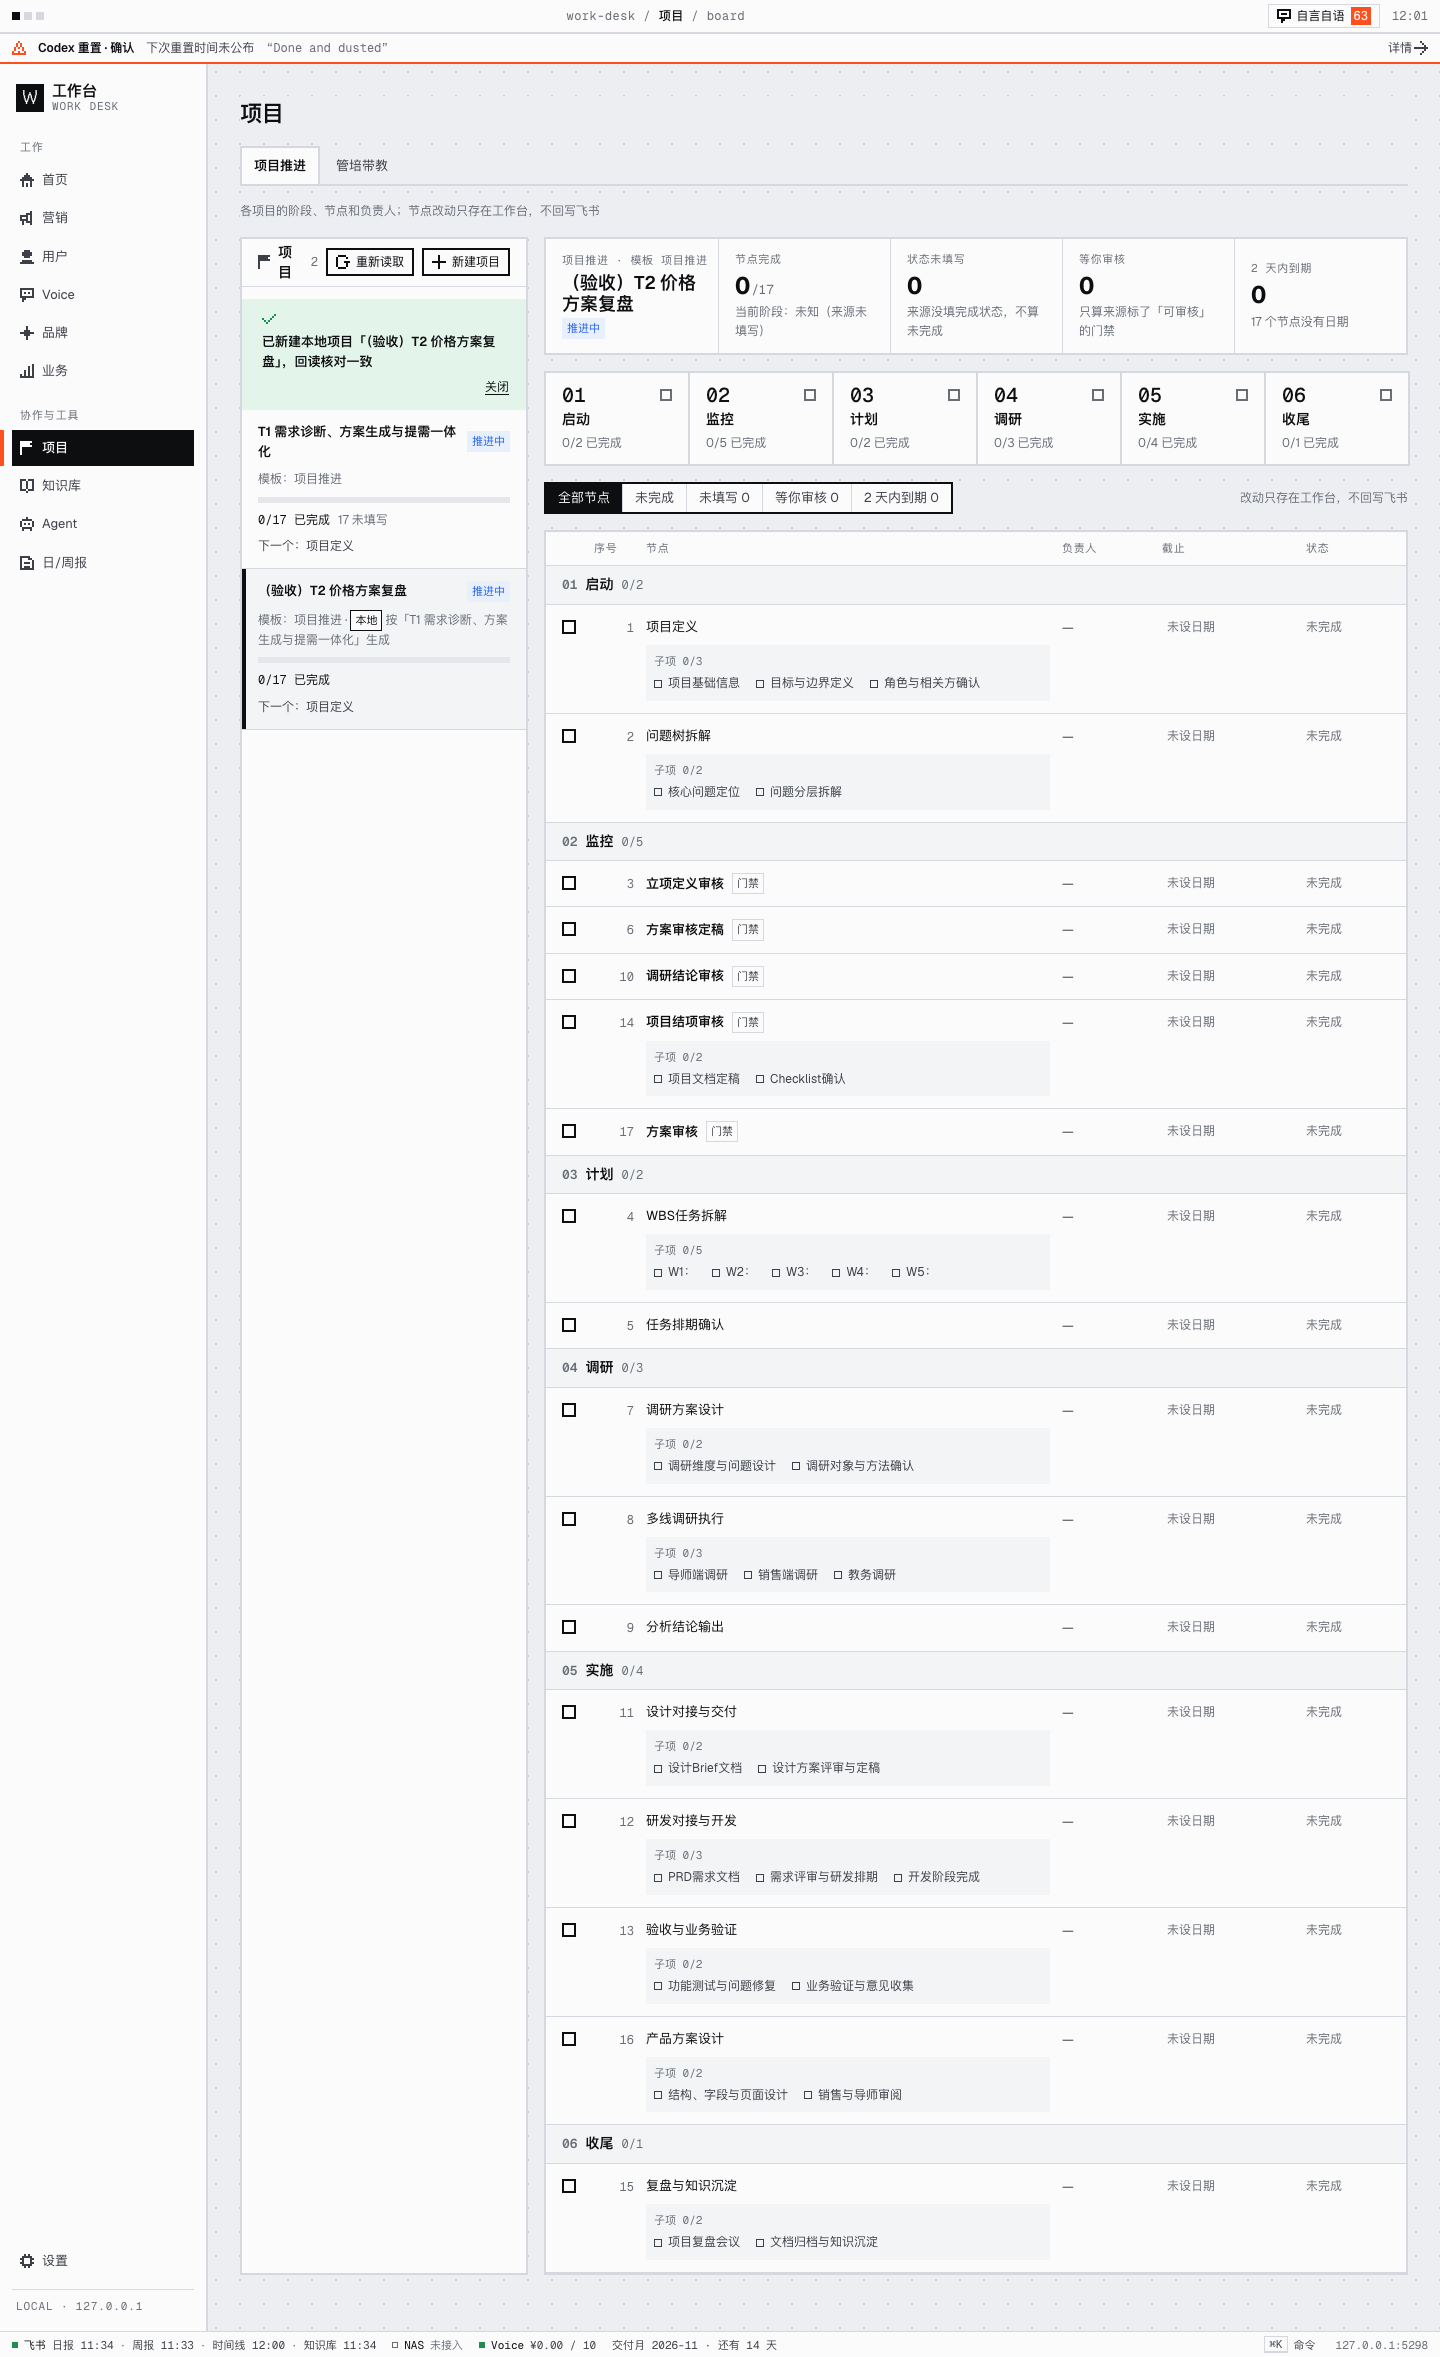 work-desk / 项目 / board
自言自语 63 12:01
Codex 重置 · 确认 下次重置时间未公布 “Done and dusted” 详情
W 工作台
WORK DESK
工作
首页
营销
用户
Voice
品牌
业务
协作与工具
项目
知识库
Agent
日/周报
设置
LOCAL · 127.0.0.1
项目
项目推进 管培带教
各项目的阶段、节点和负责人；节点改动只存在工作台，不回写飞书
项目 2 重新读取 新建项目
已新建本地项目「（验收）T2 价格方案复
盘」，回读核对一致
关闭
T1 需求诊断、方案生成与提需一体
化
推进中
模板：项目推进
0/17 已完成 17 未填写
下一个：项目定义
（验收）T2 价格方案复盘 推进中
模板：项目推进 · 本地 按「T1 需求诊断、方案
生成与提需一体化」生成
0/17 已完成
下一个：项目定义
项目推进 · 模板 项目推进
（验收）T2 价格
方案复盘
推进中
节点完成
0/17
当前阶段：未知（来源未
填写）
状态未填写
0
来源没填完成状态，不算
未完成
等你审核
0
只算来源标了「可审核」
的门禁
2 天内到期
0
17 个节点没有日期
01
启动
0/2 已完成
02
监控
0/5 已完成
03
计划
0/2 已完成
04
调研
0/3 已完成
05
实施
0/4 已完成
06
收尾
0/1 已完成
全部节点 未完成 未填写 0 等你审核 0 2 天内到期 0 改动只存在工作台，不回写飞书
序号 节点 负责人 截止 状态
01 启动 0/2
1 项目定义 — 未设日期 未完成
子项 0/3
项目基础信息 目标与边界定义 角色与相关方确认
2 问题树拆解 — 未设日期 未完成
子项 0/2
核心问题定位 问题分层拆解
02 监控 0/5
3 立项定义审核 门禁 — 未设日期 未完成
6 方案审核定稿 门禁 — 未设日期 未完成
10 调研结论审核 门禁 — 未设日期 未完成
14 项目结项审核 门禁 — 未设日期 未完成
子项 0/2
项目文档定稿 Checklist确认
17 方案审核 门禁 — 未设日期 未完成
03 计划 0/2
4 WBS任务拆解 — 未设日期 未完成
子项 0/5
W1： W2： W3： W4： W5：
5 任务排期确认 — 未设日期 未完成
04 调研 0/3
7 调研方案设计 — 未设日期 未完成
子项 0/2
调研维度与问题设计 调研对象与方法确认
8 多线调研执行 — 未设日期 未完成
子项 0/3
导师端调研 销售端调研 教务调研
9 分析结论输出 — 未设日期 未完成
05 实施 0/4
11 设计对接与交付 — 未设日期 未完成
子项 0/2
设计Brief文档 设计方案评审与定稿
12 研发对接与开发 — 未设日期 未完成
子项 0/3
PRD需求文档 需求评审与研发排期 开发阶段完成
13 验收与业务验证 — 未设日期 未完成
子项 0/2
功能测试与问题修复 业务验证与意见收集
16 产品方案设计 — 未设日期 未完成
子项 0/2
结构、字段与页面设计 销售与导师审阅
06 收尾 0/1
15 复盘与知识沉淀 — 未设日期 未完成
子项 0/2
项目复盘会议 文档归档与知识沉淀
飞书 日报 11:34 · 周报 11:33 · 时间线 12:00 · 知识库 11:34 NAS 未接入 Voice ¥0.00 / 10 交付月 2026-11 · 还有 14 天 ⌘K 命令 127.0.0.1:5298